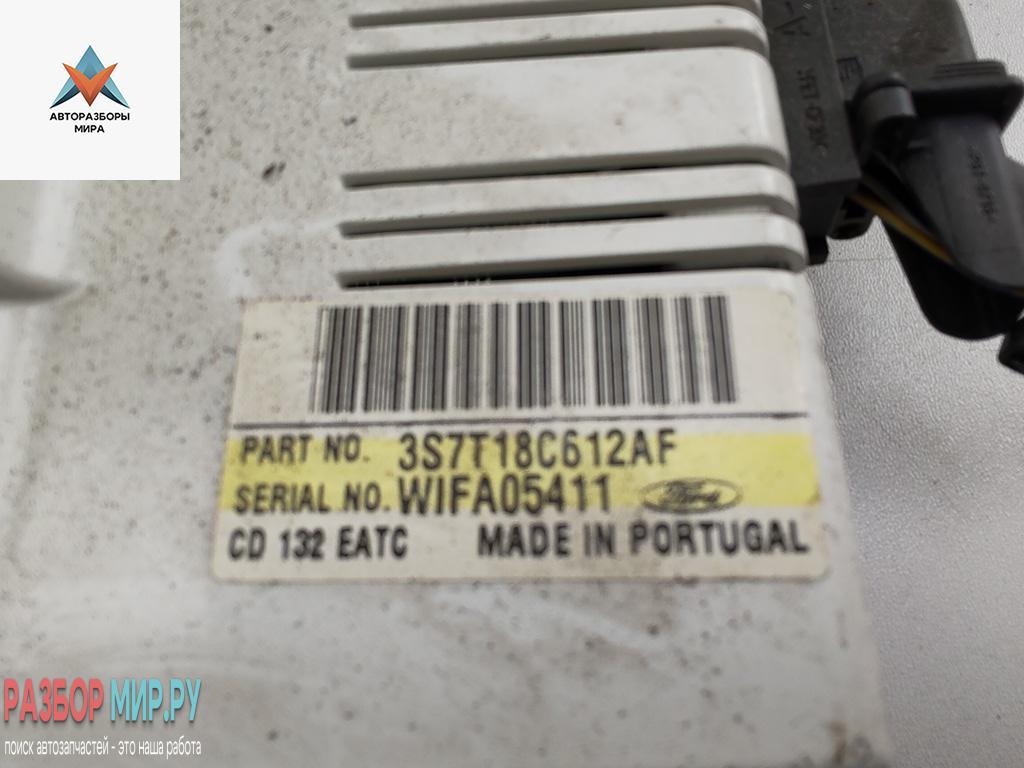 АВТОРАЗБОРЫ
МИРА
PART NO. 3S7T18C612AF
SERIAL NO. WIFA05411 Ford
CD 132 EATC MADE IN PORTUGAL
РАЗБОР МИР.РУ
поиск автозапчастей - это наша работа